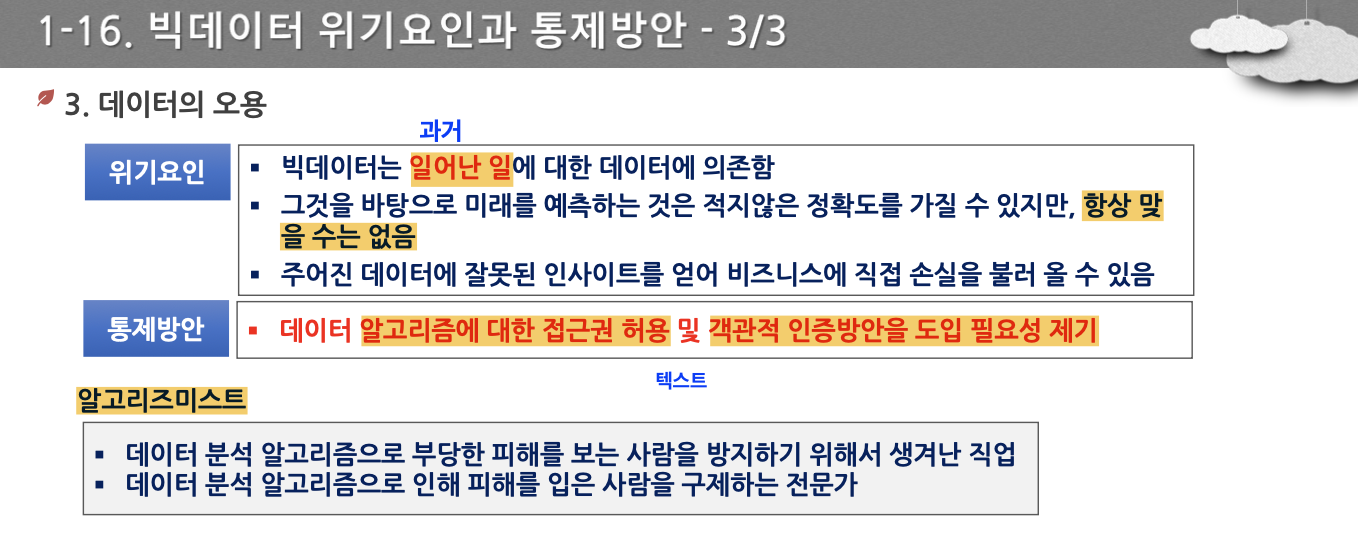 1-16. 빅데이터 위기요인과 통제방안 - 3/3
3. 데이터의 오용
과거
위기요인
▪ 빅데이터는 일어난 일에 대한 데이터에 의존함
▪ 그것을 바탕으로 미래를 예측하는 것은 적지않은 정확도를 가질 수 있지만, 항상 맞
을 수는 없음
▪ 주어진 데이터에 잘못된 인사이트를 얻어 비즈니스에 직접 손실을 불러 올 수 있음
통제방안
▪ 데이터 알고리즘에 대한 접근권 허용 및 객관적 인증방안을 도입 필요성 제기
텍스트
알고리즈미스트
▪ 데이터 분석 알고리즘으로 부당한 피해를 보는 사람을 방지하기 위해서 생겨난 직업
▪ 데이터 분석 알고리즘으로 인해 피해를 입은 사람을 구제하는 전문가